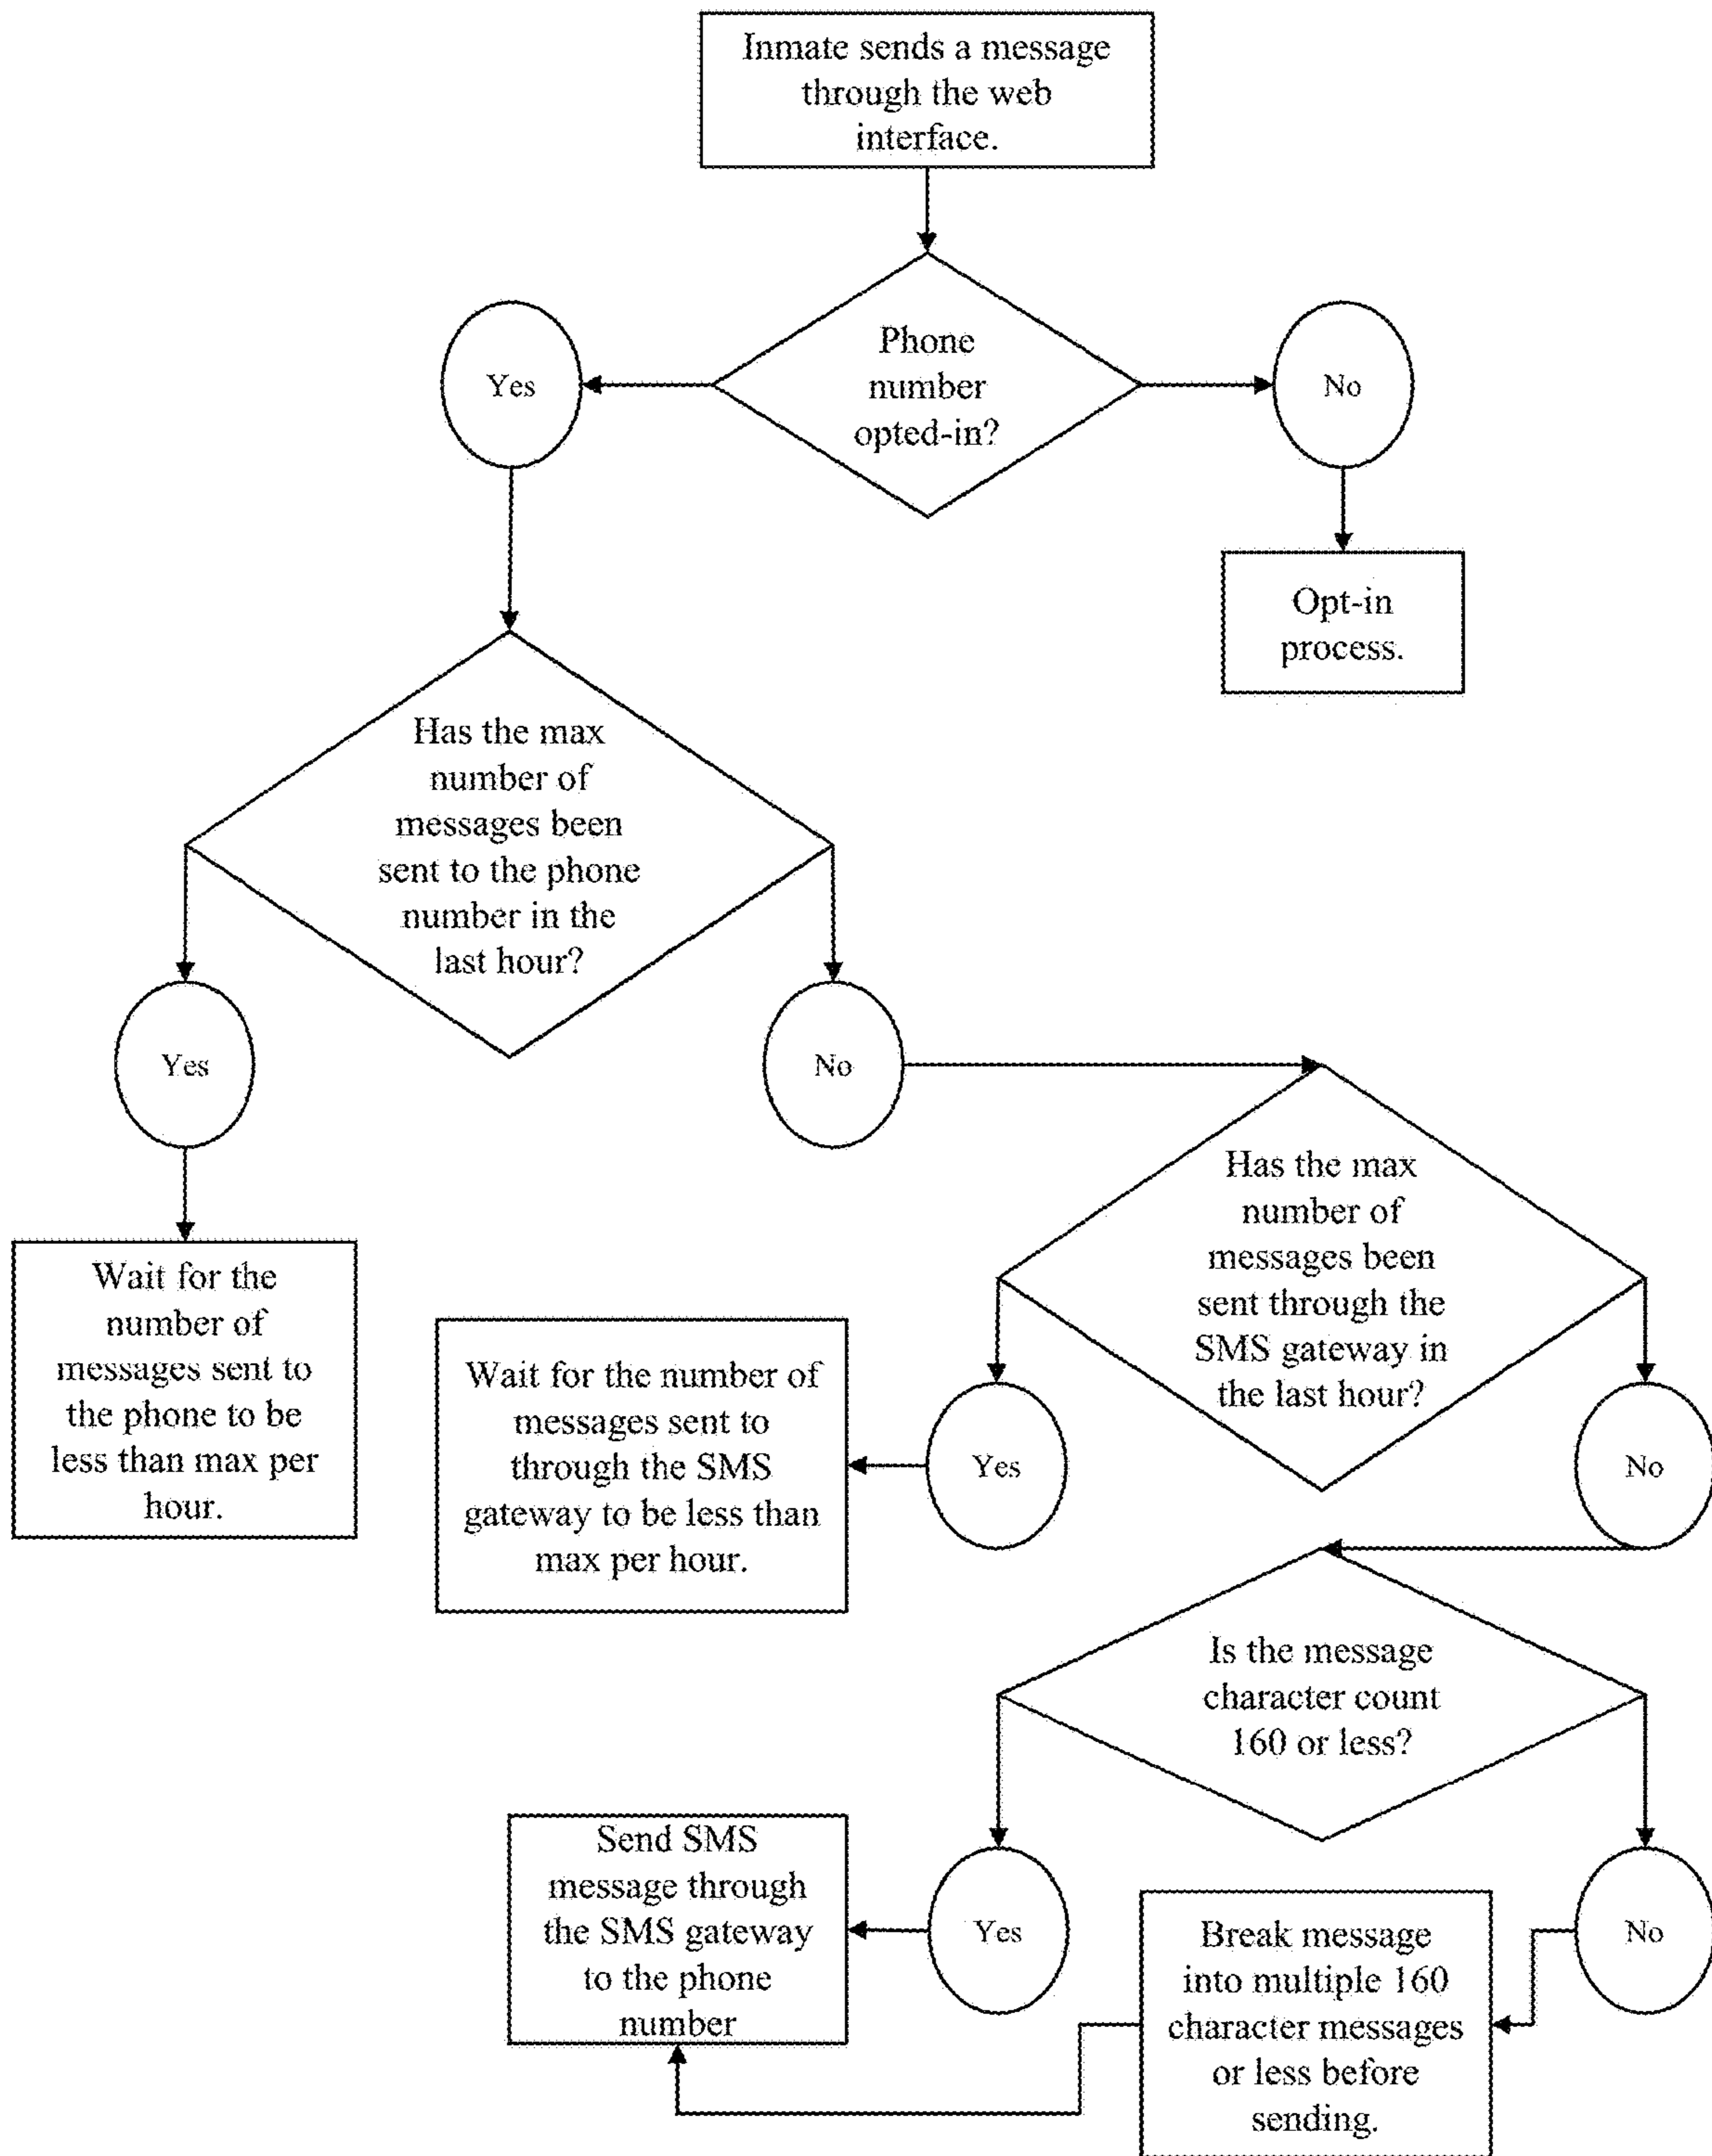 Inmate sends a message
through the web
interface.
Phone
number
opted-in?
Yes
No
Opt-in
process.
Has the max
number of
messages been
sent to the phone
number in the
last hour?
Yes
No
Has the max
number of
messages been
sent through the
SMS gateway in
the last hour?
Wait for the
number of
messages sent to
the phone to be
less than max per
hour.
Wait for the number of
messages sent to
through the SMS
gateway to be less than
max per hour.
Yes
No
Is the message
character count
160 or less?
Send SMS
message through
the SMS gateway
to the phone
number
Yes
Break message
into multiple 160
character messages
or less before
sending.
No